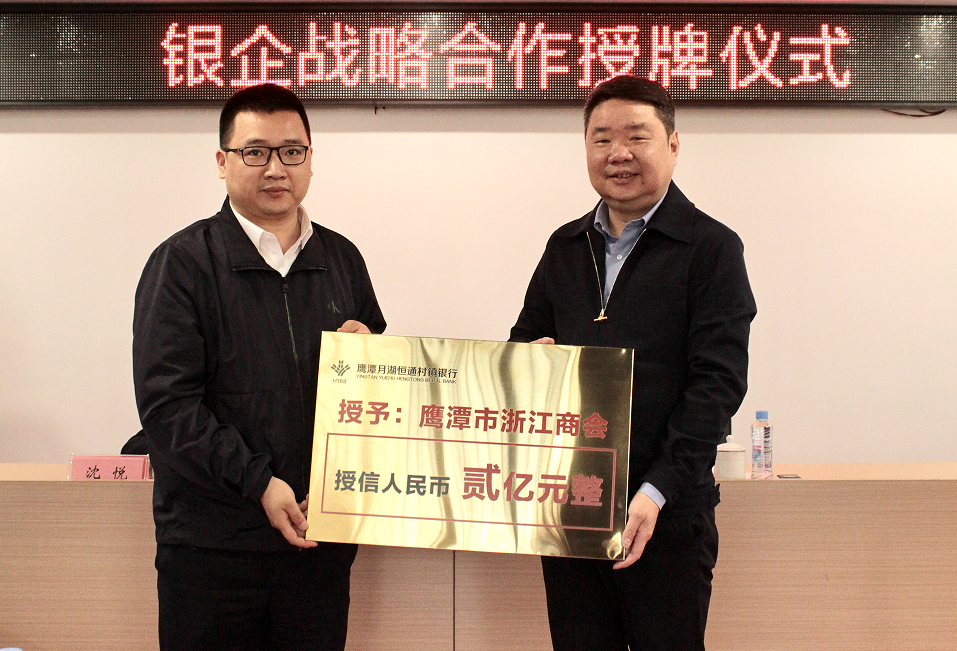 银企战略合作授牌仪式
HTRB
鹰潭月湖恒通村镇银行
YINGTAN YUEHU HENGTONG RURAL BANK
授予：鹰潭市浙江商会
授信人民币 贰亿元整
沈悦